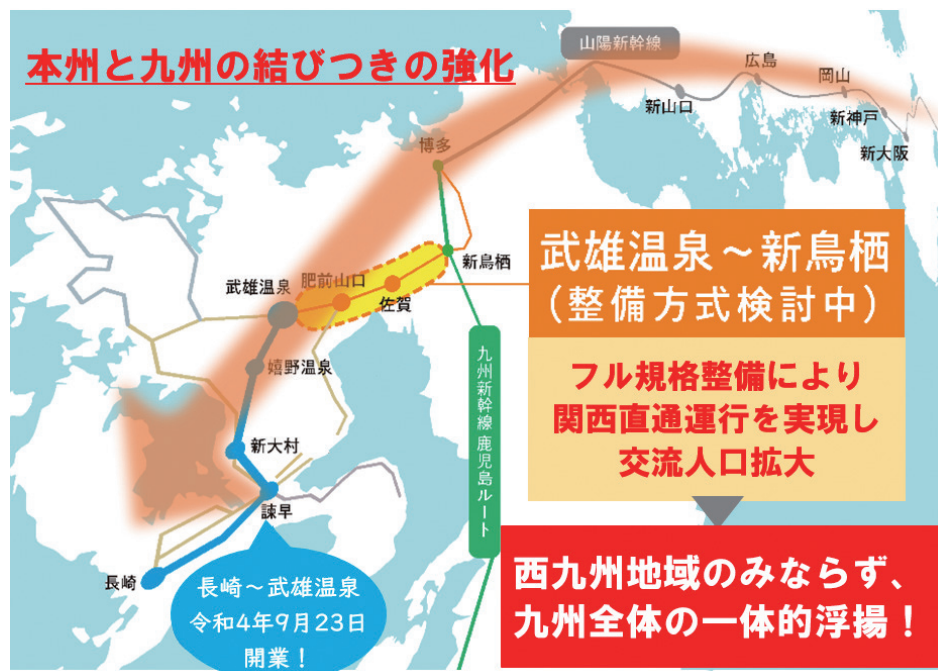 本州と九州の結びつきの強化
山陽新幹線
広島
岡山
新山口
新神戸
新大阪
博多
新鳥栖
武雄温泉
肥前山口
佐賀
嬉野温泉
新大村
諫早
長崎
九州新幹線 鹿児島ルート
武雄温泉～新鳥栖
(整備方式検討中)
フル規格整備により
関西直通運行を実現し
交流人口拡大
西九州地域のみならず、
九州全体の一体的浮揚！
長崎～武雄温泉
令和4年9月23日
開業！